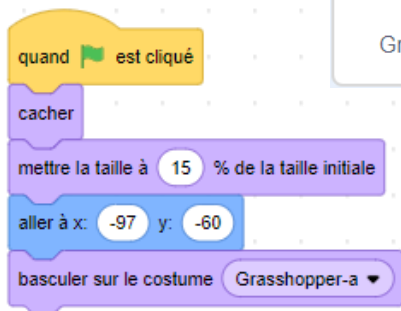 Gr
quand est cliqué
cacher
mettre la taille à 15 % de la taille initiale
aller à x: -97 y: -60
basculer sur le costume Grasshopper-a